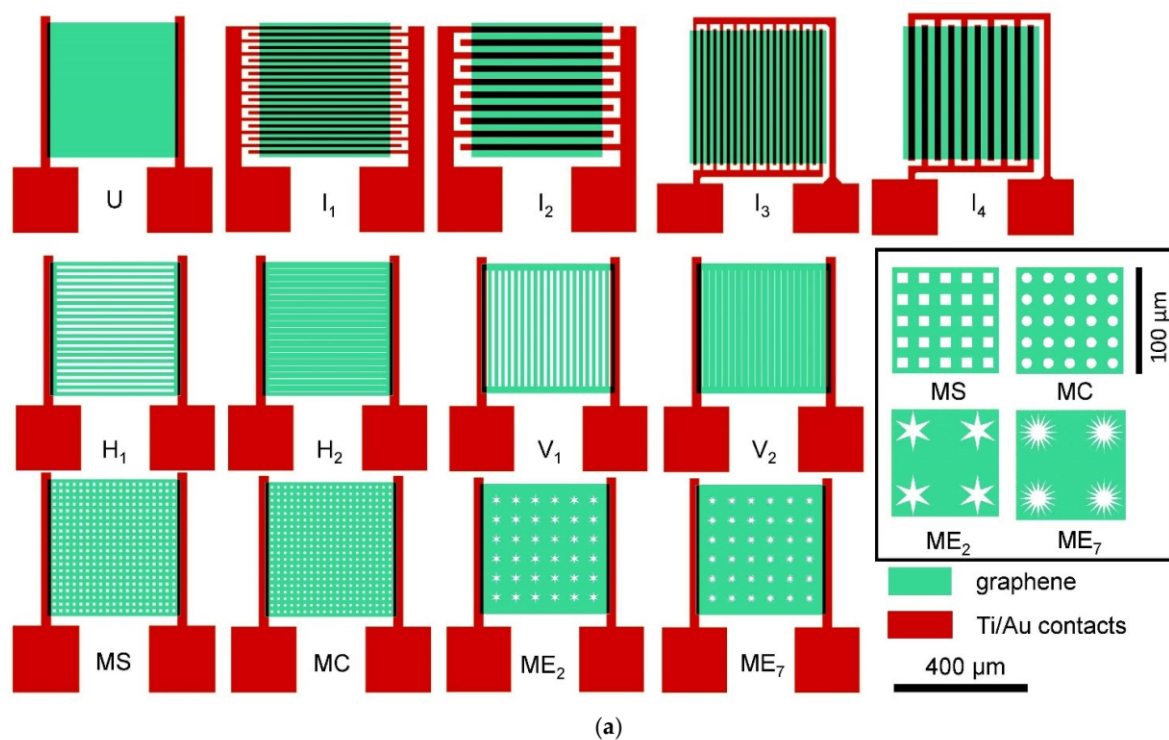 U
I₁
I₂
I₃
I₄
H₁
H₂
V₁
V₂
MS
MC
100 µm
ME₂
ME₇
graphene
Ti/Au contacts
400 µm
MS
MC
ME₂
ME₇
(a)